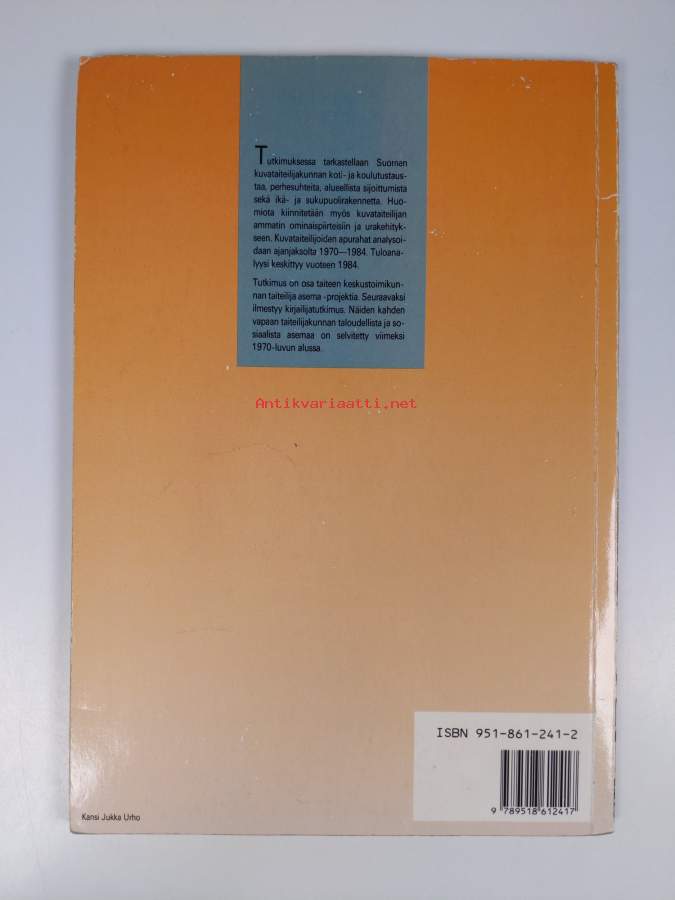 Tutkimuksessa tarkastellaan Suomen
kuvataiteilijakunnan koti- ja koulutustaus-
taa, perhesuhteita, alueellista sijoittumista
sekä ikä- ja sukupuolirakennetta. Huo-
miota kiinnitetään myös kuvataiteilijan
ammatin ominaispiirteisiin ja urakehityk-
seen. Kuvataiteilijoiden apurahat analysoi-
daan ajanjaksolta 1970—1984. Tuloana-
lyysi keskittyy vuoteen 1984.
Tutkimus on osa taiteen keskustoimikun-
nan taiteilija asema -projektia. Seuraavaksi
ilmestyy kirjailijatutkimus. Näiden kahden
vapaan taiteilijakunnan taloudellista ja so-
siaalista asemaa on selvitetty viimeksi
1970-luvun alussa.
Antikvariaatti.net
ISBN 951-861-241-2
9 789518 612417
Kansi Jukka Urho